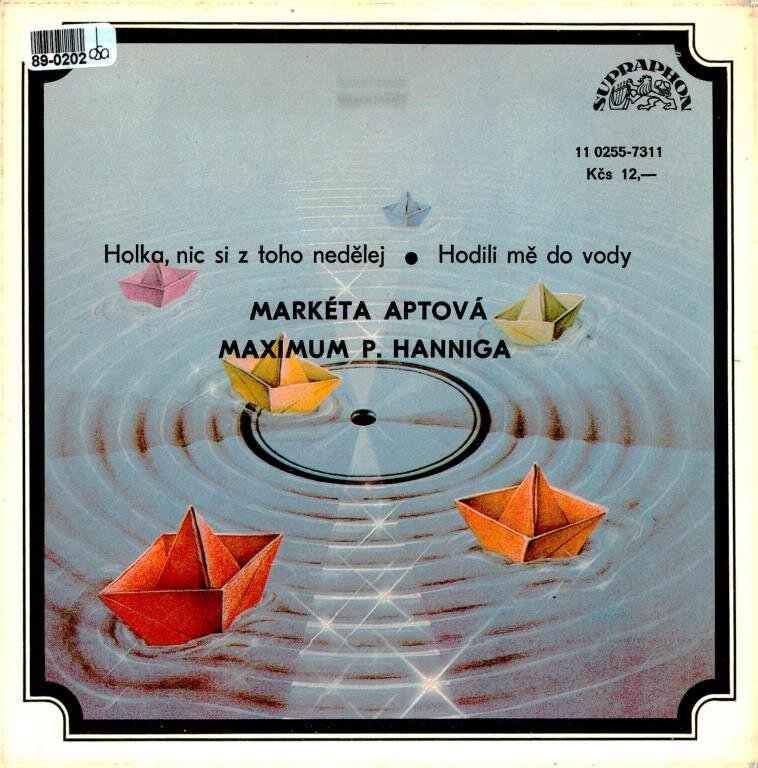 89-0202
osa
SUPRAPHON
11 0255-7311
Kčs 12,—
Holka, nic si z toho nedělej ● Hodili mě do vody
MARKÉTA APTOVÁ
MAXIMUM P. HANNIGA